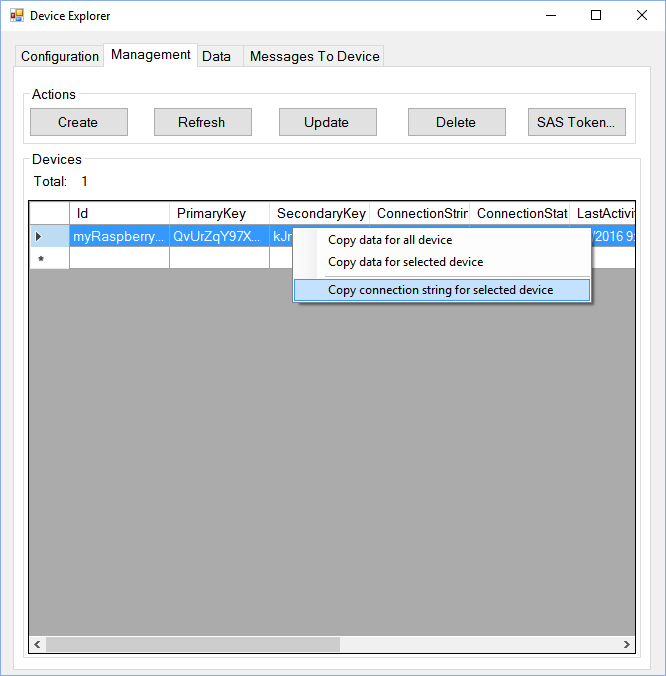 Device Explorer
Configuration Management Data Messages To Device
Actions
Create Refresh Update Delete SAS Token...
Devices
Total: 1
Id PrimaryKey SecondaryKey ConnectionStrin ConnectionStat LastActivi
myRaspberry... QvUrZqY97X... /2016 9:
Copy data for all device
Copy data for selected device
Copy connection string for selected device